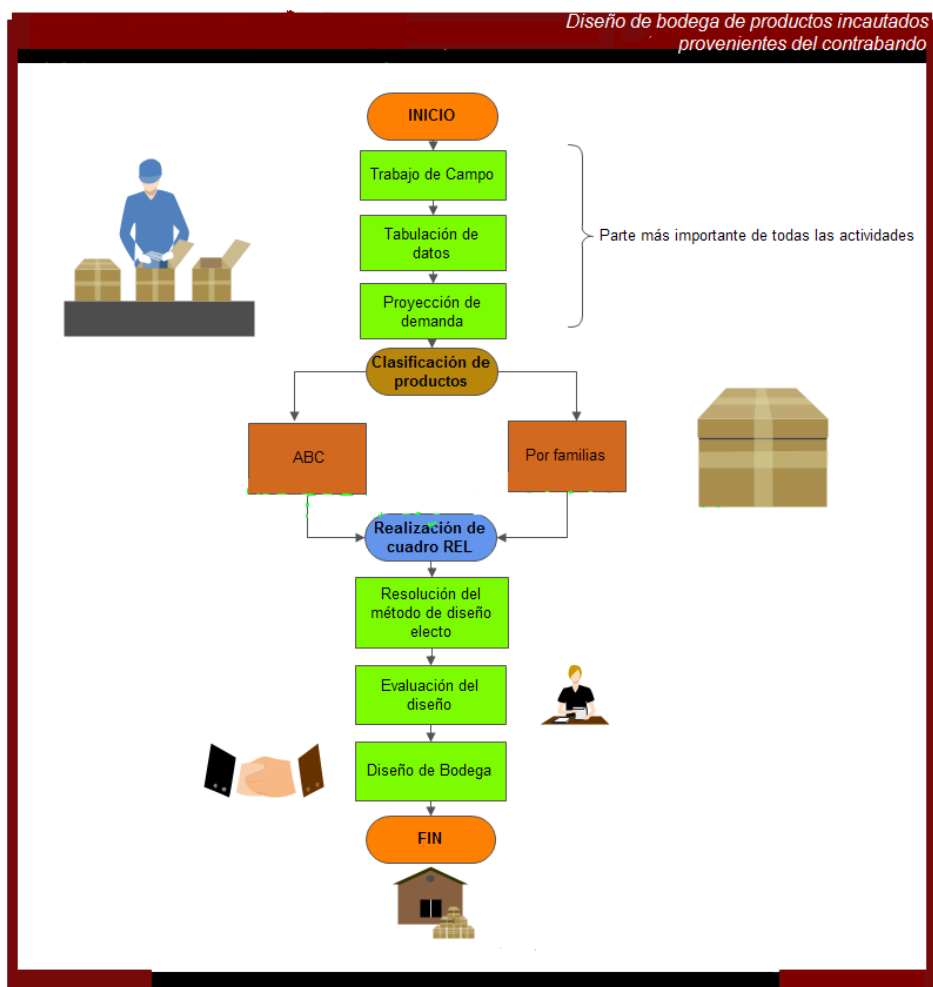 Diseño de bodega de productos incautados
provenientes del contrabando
INICIO
Trabajo de Campo
Tabulación de
datos
Parte más importante de todas las actividades
Proyección de
demanda
Clasificación de
productos
ABC
Por familias
Realización de
cuadro REL
Resolución del
método de diseño
electo
Evaluación del
diseño
Diseño de Bodega
FIN